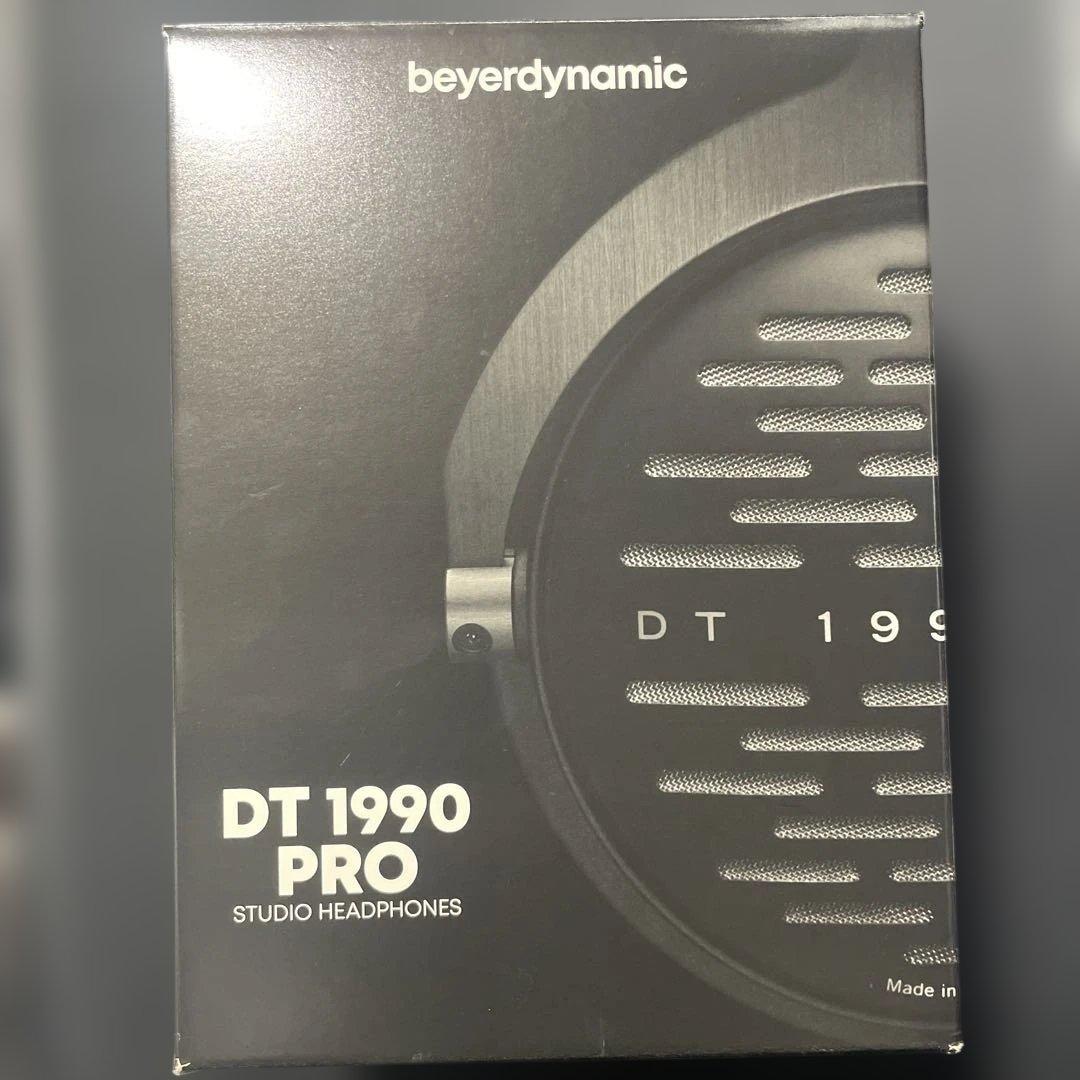 beyerdynamic
DT 199
DT 1990
PRO
STUDIO HEADPHONES
Made in